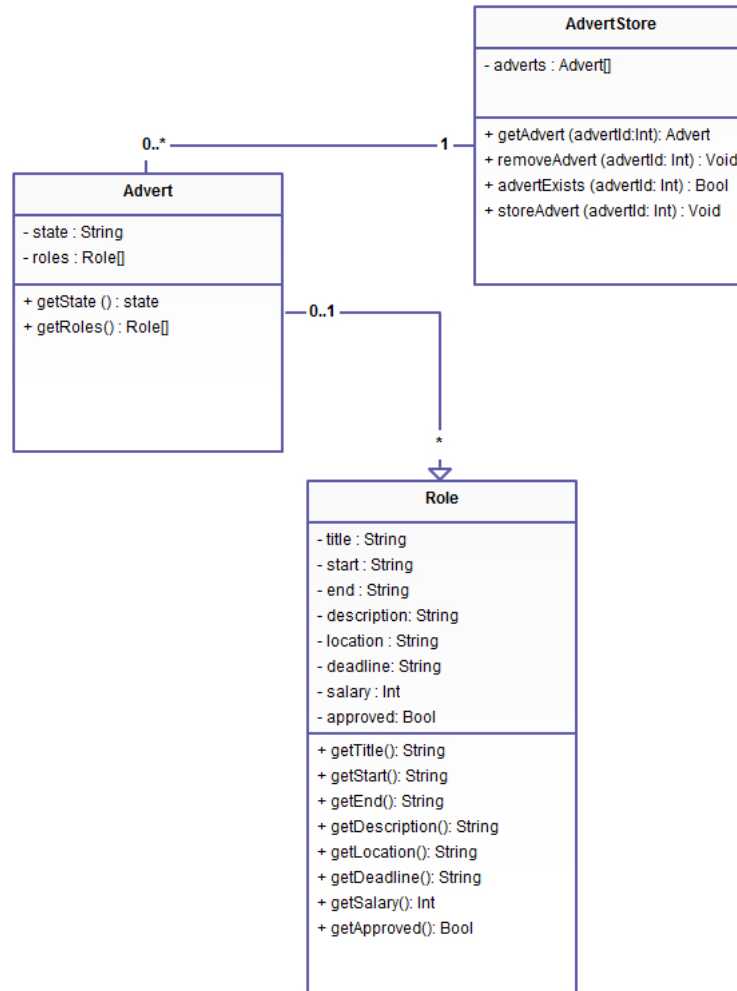 AdvertStore
- adverts : Advert[]
+ getAdvert (advertId:Int): Advert
+ removeAdvert (advertId: Int) : Void
+ advertExists (advertId: Int) : Bool
+ storeAdvert (advertId: Int) : Void
0..*
1
Advert
- state : String
- roles : Role[]
+ getState () : state
+ getRoles() : Role[]
0..1
*
Role
- title : String
- start : String
- end : String
- description: String
- location : String
- deadline: String
- salary : Int
- approved: Bool
+ getTitle(): String
+ getStart(): String
+ getEnd(): String
+ getDescription(): String
+ getLocation(): String
+ getDeadline(): String
+ getSalary(): Int
+ getApproved(): Bool